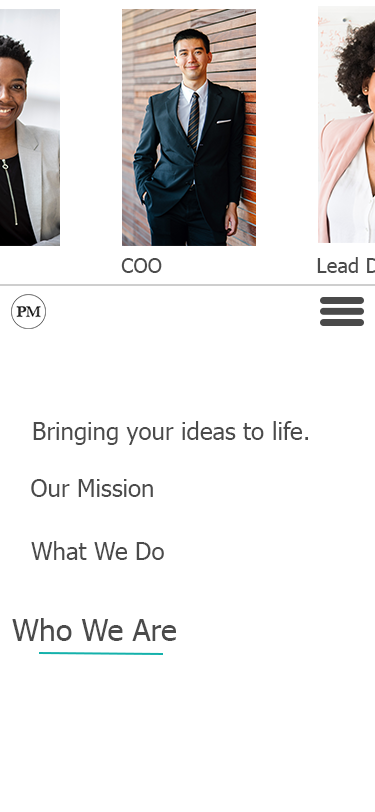 COO
Lead D
PM
Bringing your ideas to life.
Our Mission
What We Do
Who We Are